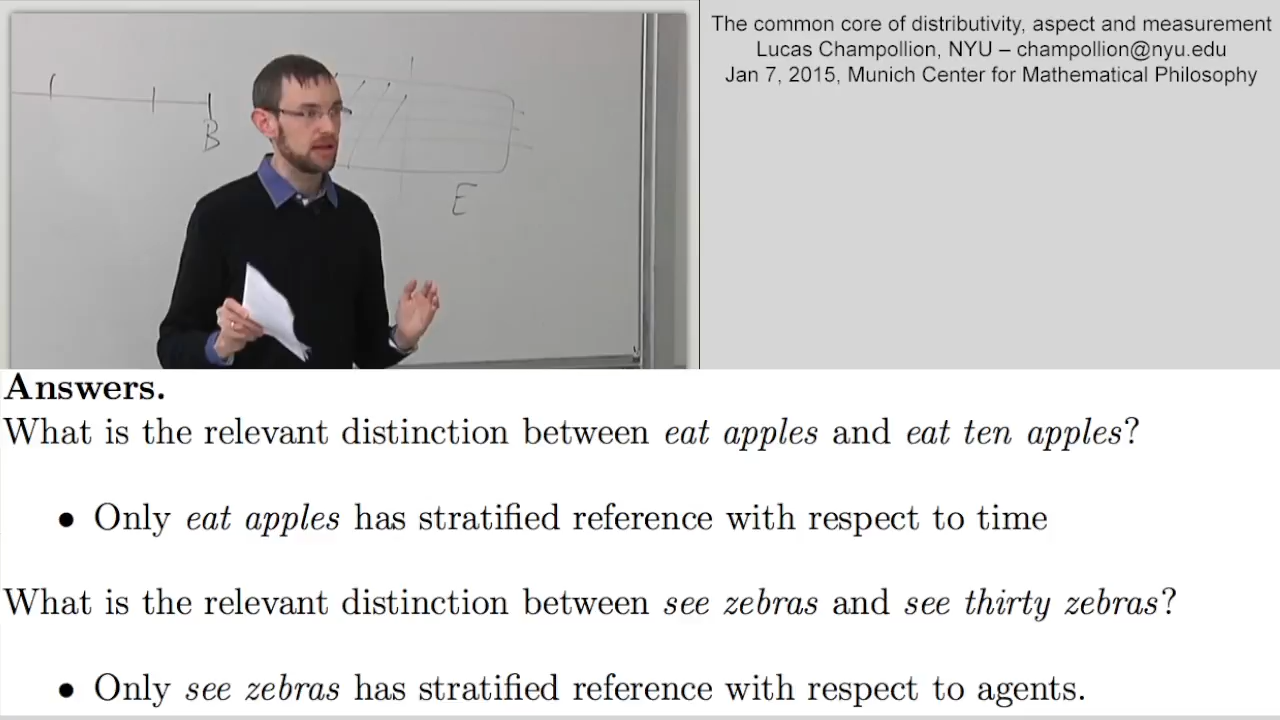 The common core of distributivity, aspect and measurement
Lucas Champollion, NYU – champollion@nyu.edu
Jan 7, 2015, Munich Center for Mathematical Philosophy
B
E
Answers.
What is the relevant distinction between eat apples and eat ten apples?
• Only eat apples has stratified reference with respect to time
What is the relevant distinction between see zebras and see thirty zebras?
• Only see zebras has stratified reference with respect to agents.